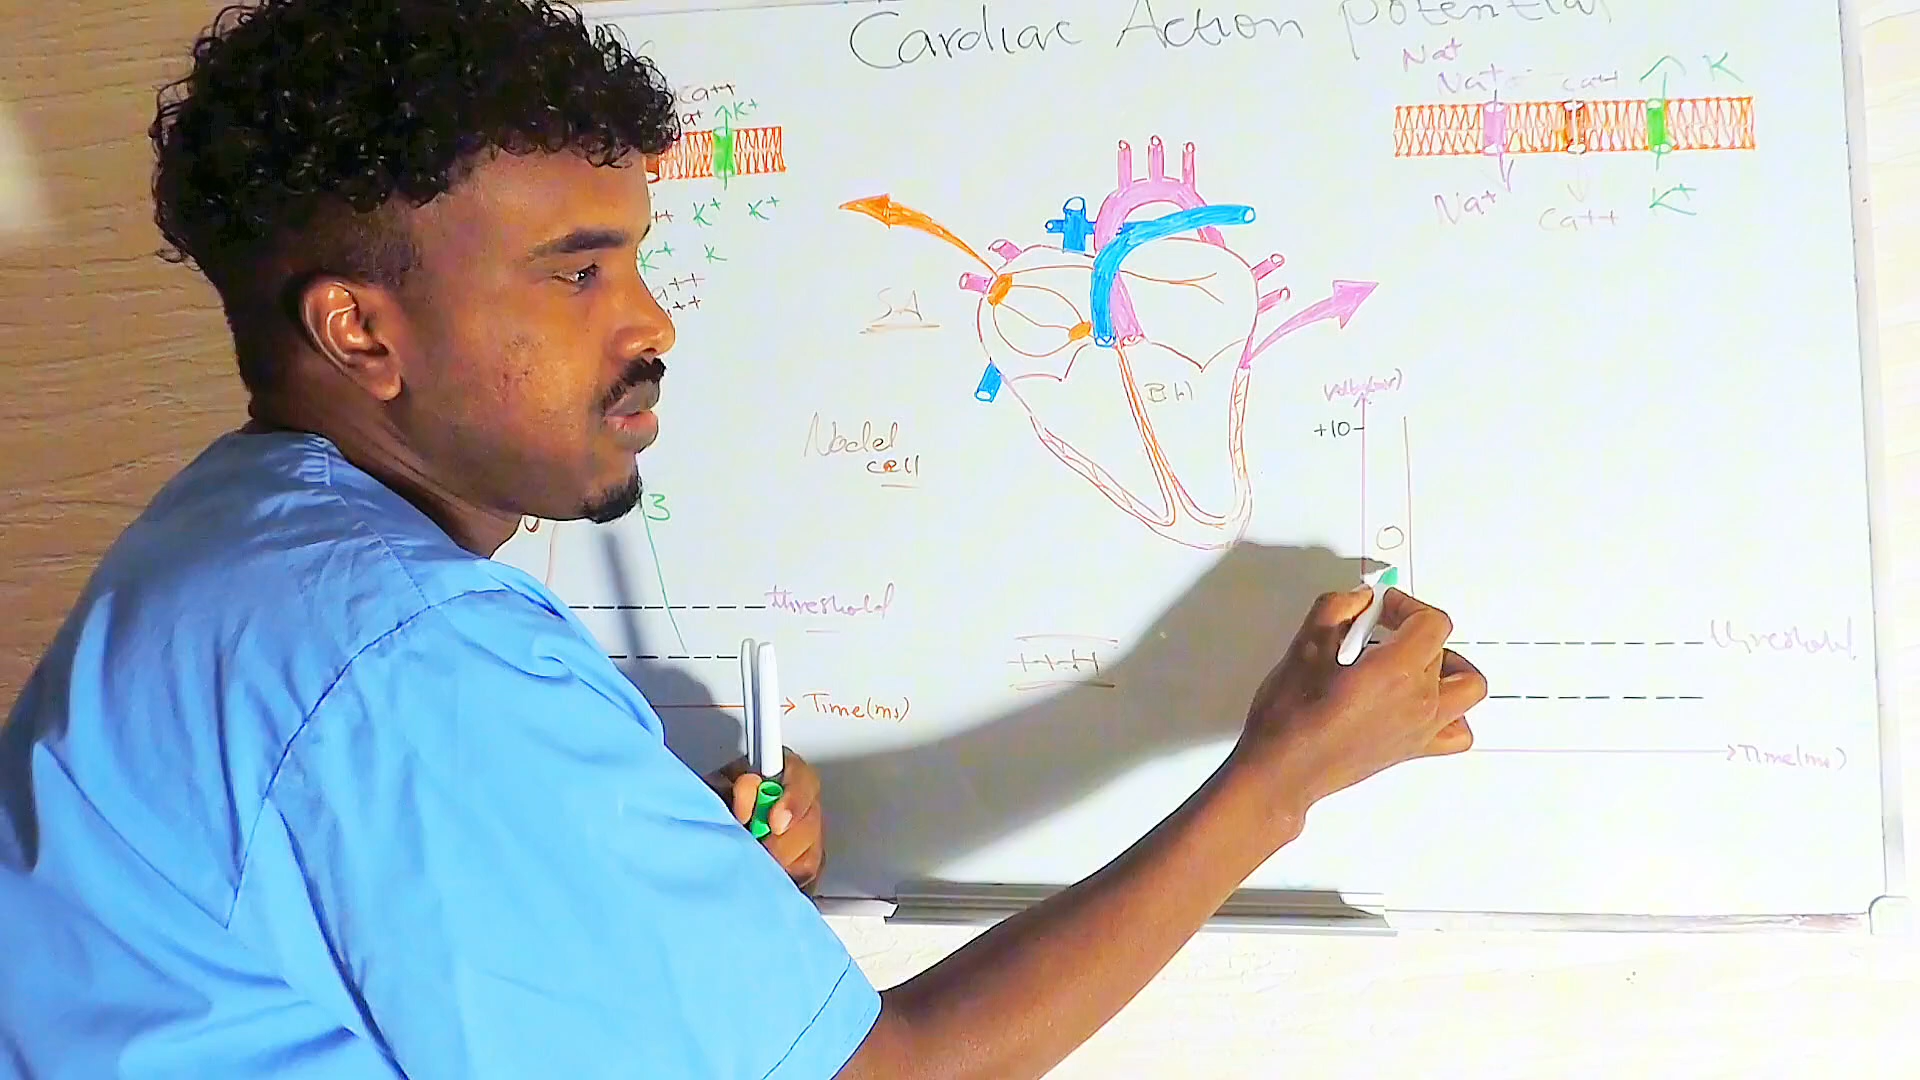 Cardiac Action potential
Ca++
K+
K+ K+
K+ K
++
3
threshold
Time(ms)
SA
Nodal
cell
BH
++++
Na+
Na+ Ca++ K
Na+ Ca++ K+
+10
0
threshold
Time(ms)